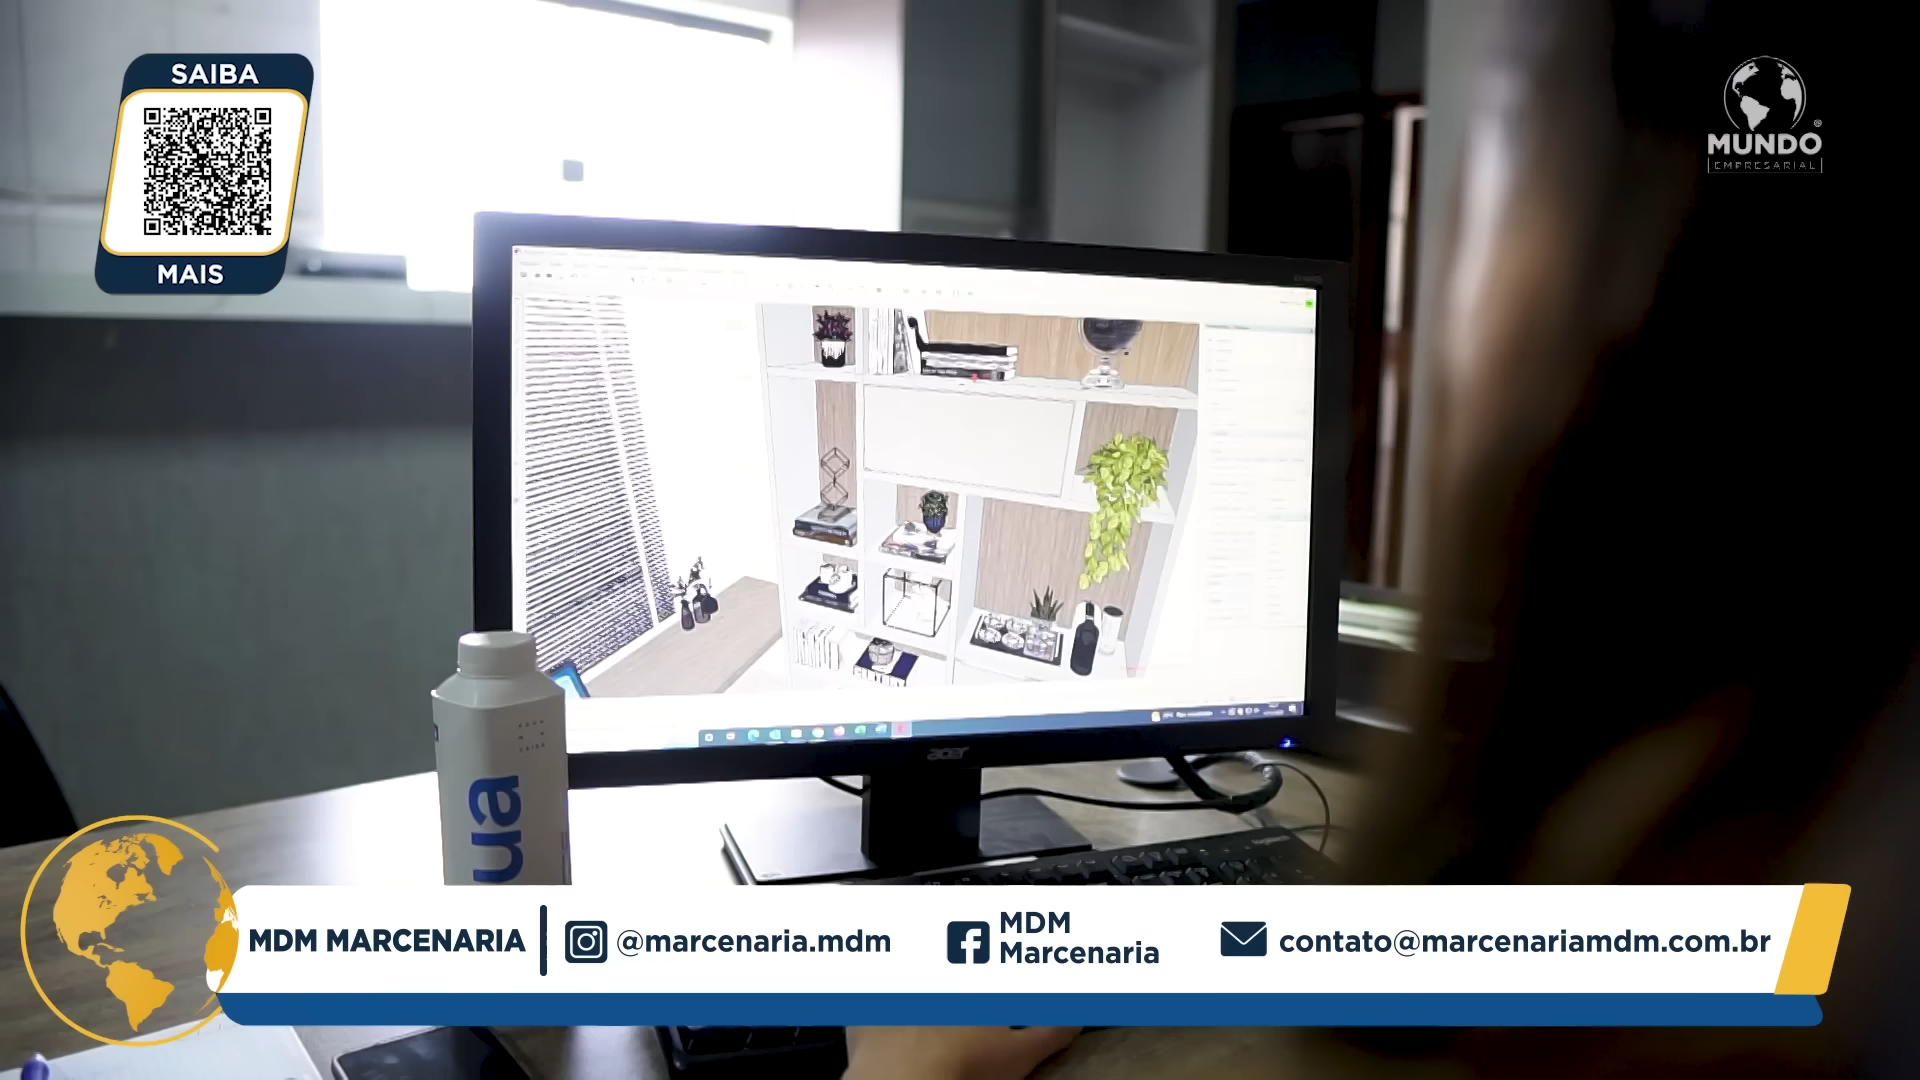 SAIBA
MAIS
MUNDO
EMPRESARIAL
acer
ua
MDM MARCENARIA
@marcenaria.mdm
MDM
Marcenaria
contato@marcenariamdm.com.br